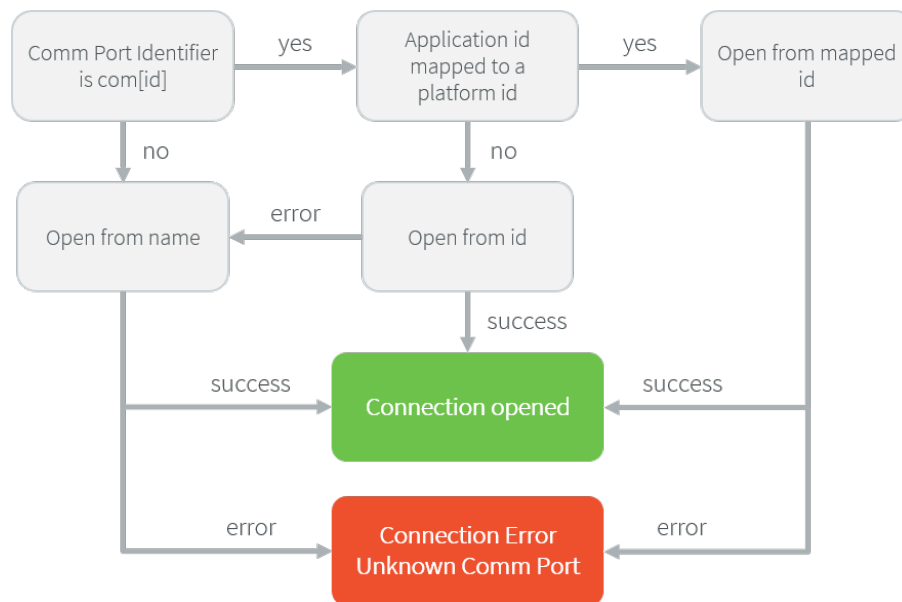 Comm Port Identifier
is com[id]
yes
Application id
mapped to a
platform id
yes
Open from mapped
id
no
no
Open from name
error
Open from id
success
success
Connection opened
success
error
Connection Error
Unknown Comm Port
error